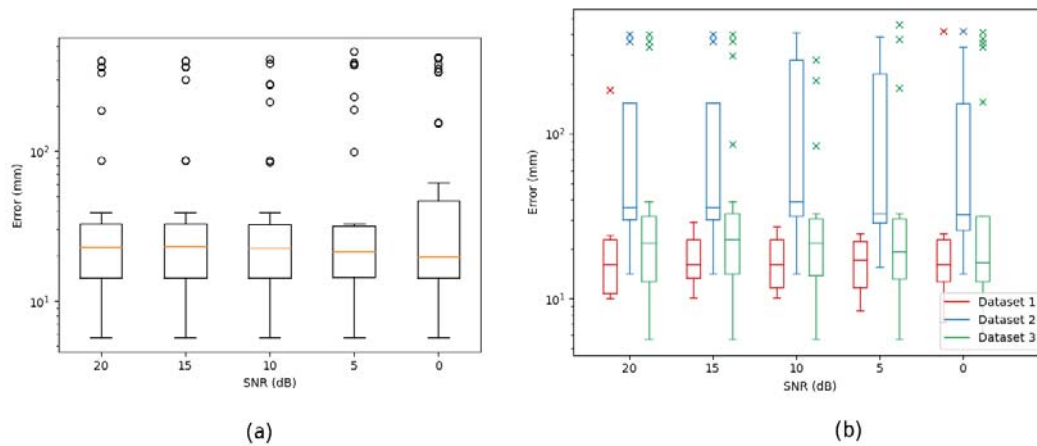 Error (mm)
10²
10¹
20 15 10 5 0
SNR (dB)
(a)
Error (mm)
10²
10¹
Dataset 1
Dataset 2
Dataset 3
20 15 10 5 0
SNR (dB)
(b)